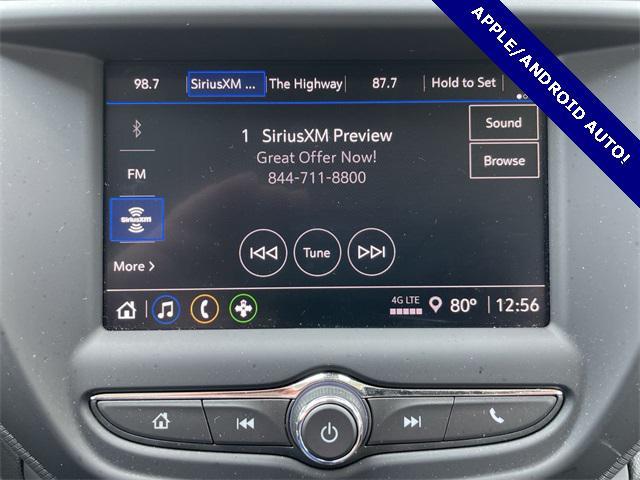 APPLE/ANDROID AUTO!
98.7 SiriusXM ... The Highway 87.7 Hold to Set
1 SiriusXM Preview
Great Offer Now!
844-711-8800
Sound
Browse
FM
SiriusXM
More >
Tune
4G LTE 80° 12:56